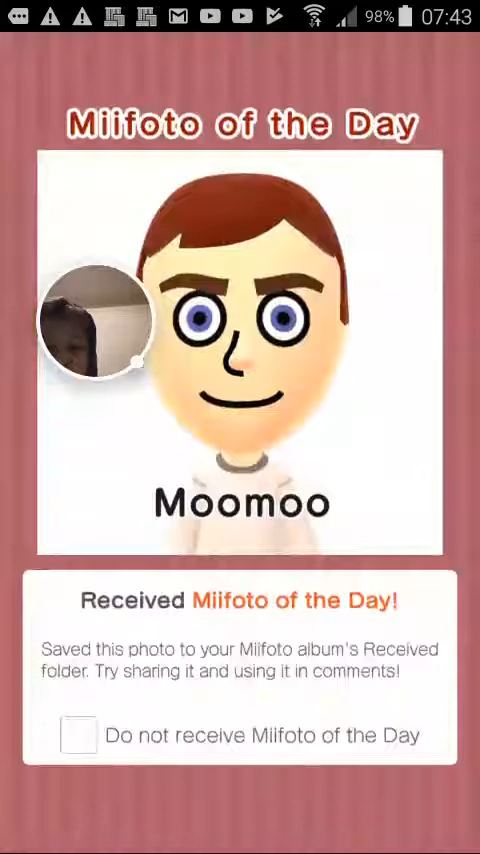 98% 07:43
Miifoto of the Day
Moomoo
Received Miifoto of the Day!
Saved this photo to your Miifoto album's Received
folder. Try sharing it and using it in comments!
Do not receive Miifoto of the Day